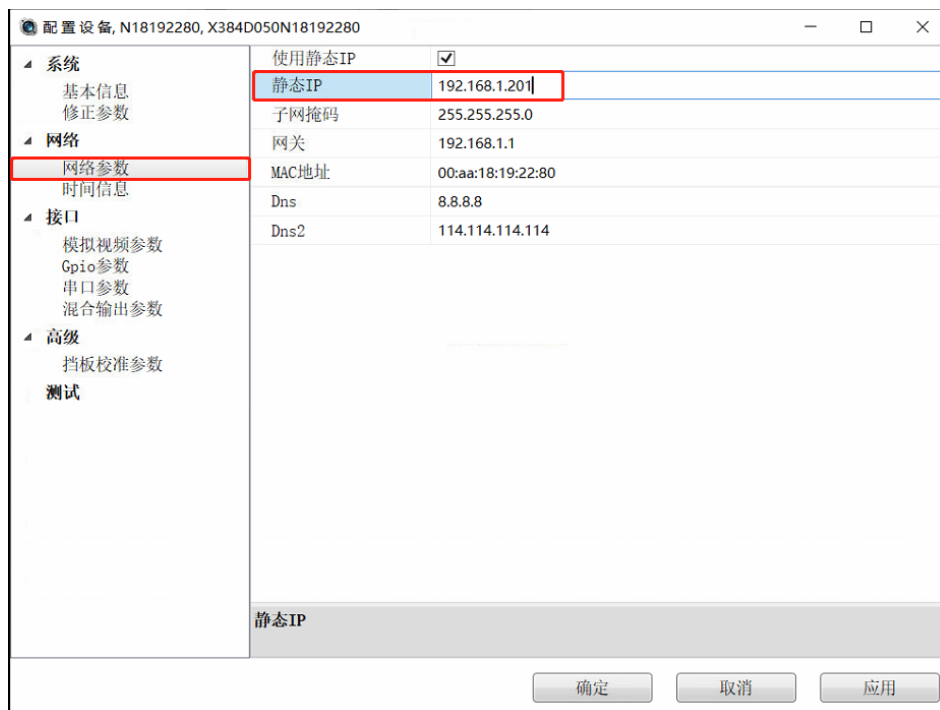 配置设备, N18192280, X384D050N18192280
系统
基本信息
修正参数
网络
网络参数
时间信息
接口
模拟视频参数
Gpio参数
串口参数
混合输出参数
高级
挡板校准参数
测试
使用静态IP
静态IP 192.168.1.201
子网掩码 255.255.255.0
网关 192.168.1.1
MAC地址 00:aa:18:19:22:80
Dns 8.8.8.8
Dns2 114.114.114.114
静态IP
确定 取消 应用